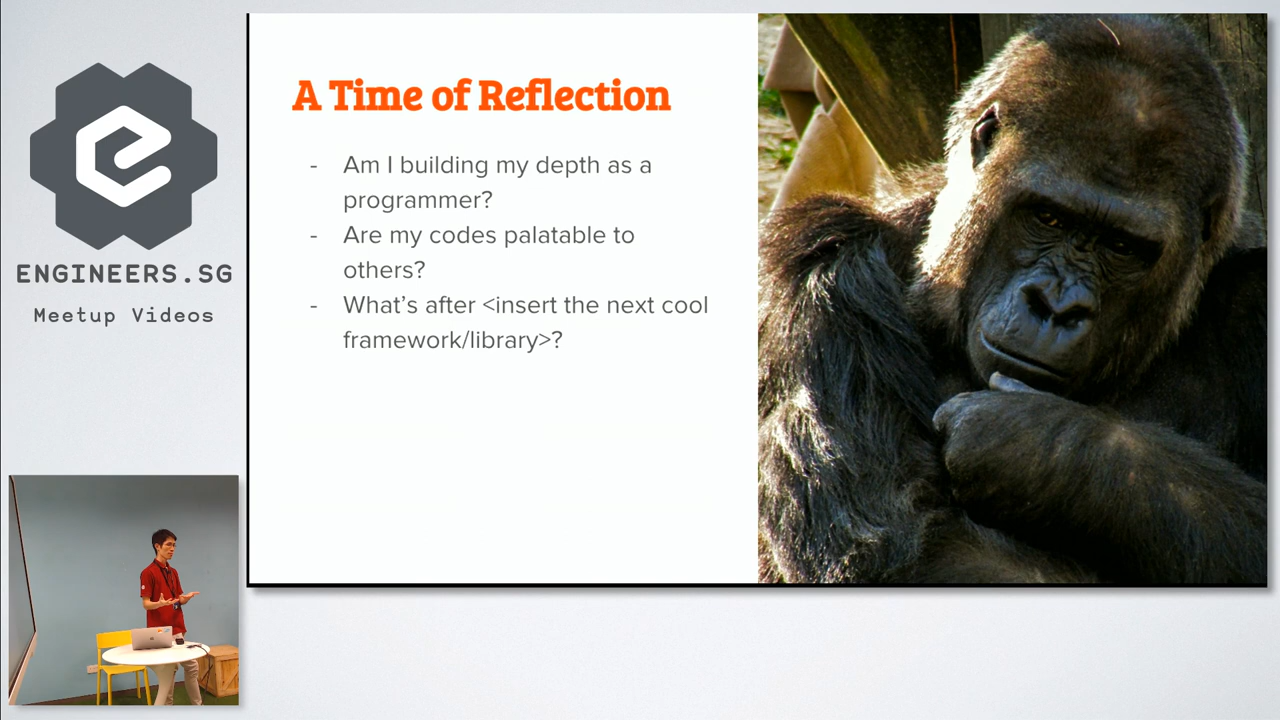 ENGINEERS.SG
Meetup Videos
A Time of Reflection
- Am I building my depth as a
programmer?
- Are my codes palatable to
others?
- What's after <insert the next cool
framework/library>?